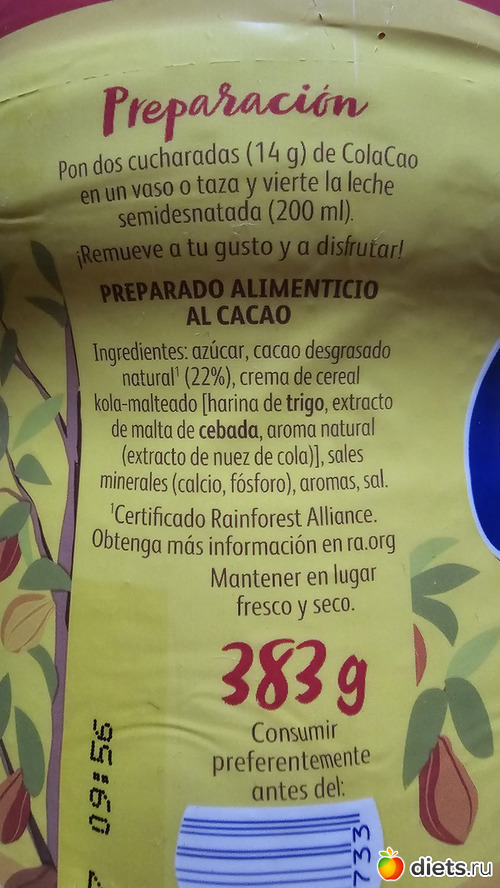 Preparación
Pon dos cucharadas (14 g) de ColaCao
en un vaso o taza y vierte la leche
semidesnatada (200 ml).
¡Remueve a tu gusto y a disfrutar!
PREPARADO ALIMENTICIO
AL CACAO
Ingredientes: azúcar, cacao desgrasado
natural¹ (22%), crema de cereal
kola-malteado [harina de trigo, extracto
de malta de cebada, aroma natural
(extracto de nuez de cola)], sales
minerales (calcio, fósforo), aromas, sal.
¹Certificado Rainforest Alliance.
Obtenga más información en ra.org
Mantener en lugar
fresco y seco.
383 g
Consumir
preferentemente
antes del:
09:56
733
diets.ru